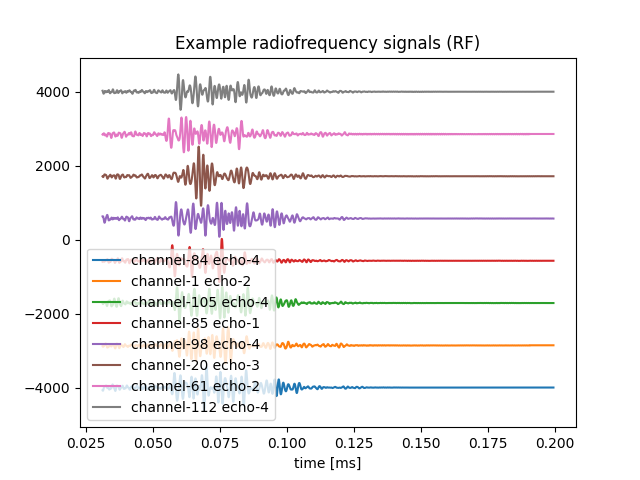 Example radiofrequency signals (RF)
4000
2000
0
−2000
−4000
channel-84 echo-4
channel-1 echo-2
channel-105 echo-4
channel-85 echo-1
channel-98 echo-4
channel-20 echo-3
channel-61 echo-2
channel-112 echo-4
0.025 0.050 0.075 0.100 0.125 0.150 0.175 0.200
time [ms]